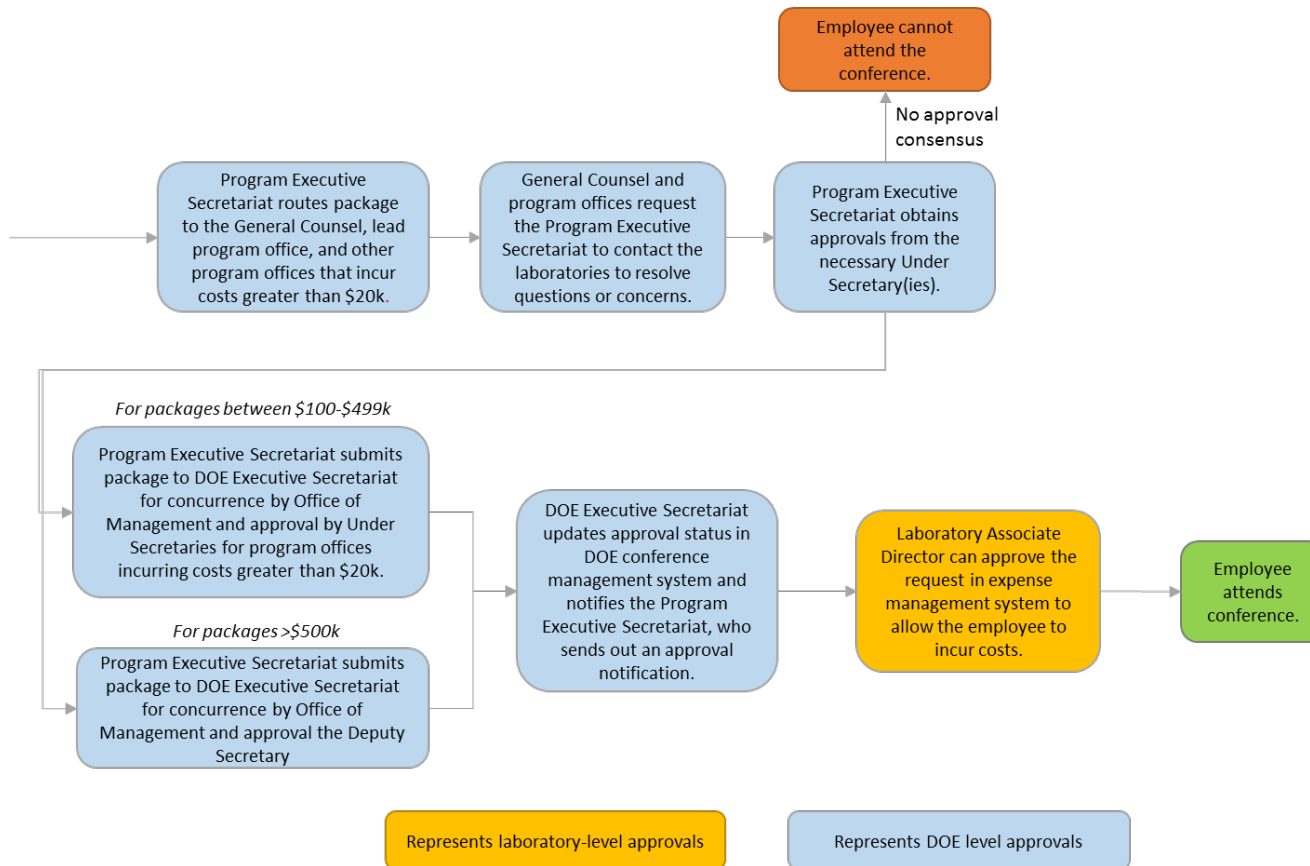 Employee cannot
attend the
conference.
No approval
consensus
Program Executive
Secretariat routes package
to the General Counsel, lead
program office, and other
program offices that incur
costs greater than $20k.
General Counsel and
program offices request
the Program Executive
Secretariat to contact the
laboratories to resolve
questions or concerns.
Program Executive
Secretariat obtains
approvals from the
necessary Under
Secretary(ies).
For packages between $100-$499k
Program Executive Secretariat submits
package to DOE Executive Secretariat
for concurrence by Office of
Management and approval by Under
Secretaries for program offices
incurring costs greater than $20k.
For packages >$500k
Program Executive Secretariat submits
package to DOE Executive Secretariat
for concurrence by Office of
Management and approval the Deputy
Secretary
DOE Executive Secretariat
updates approval status in
DOE conference
management system and
notifies the Program
Executive Secretariat, who
sends out an approval
notification.
Laboratory Associate
Director can approve the
request in expense
management system to
allow the employee to
incur costs.
Employee
attends
conference.
Represents laboratory-level approvals
Represents DOE level approvals